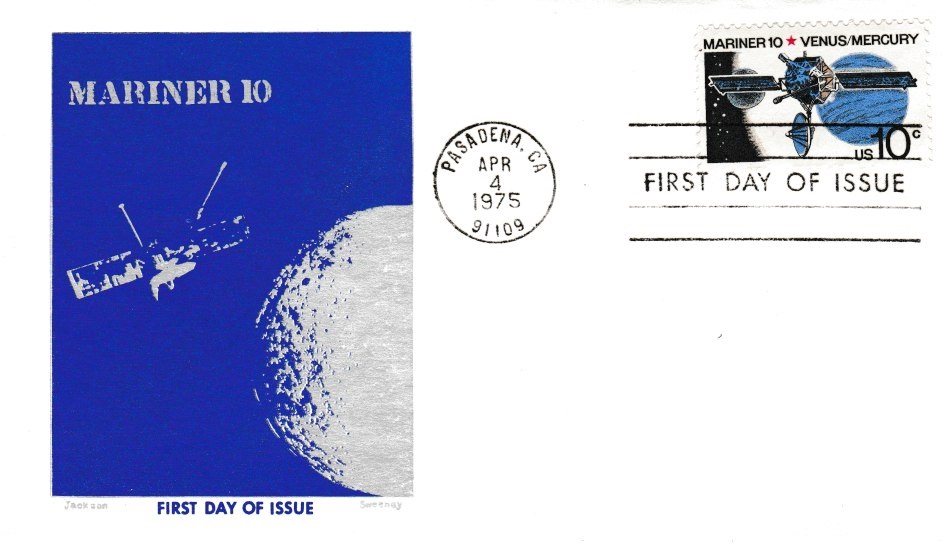 MARINER 10
Jackson
FIRST DAY OF ISSUE
Sweeney
PASADENA, CA
APR
4
1975
91109
MARINER 10 ★ VENUS/MERCURY
US 10c
FIRST DAY OF ISSUE